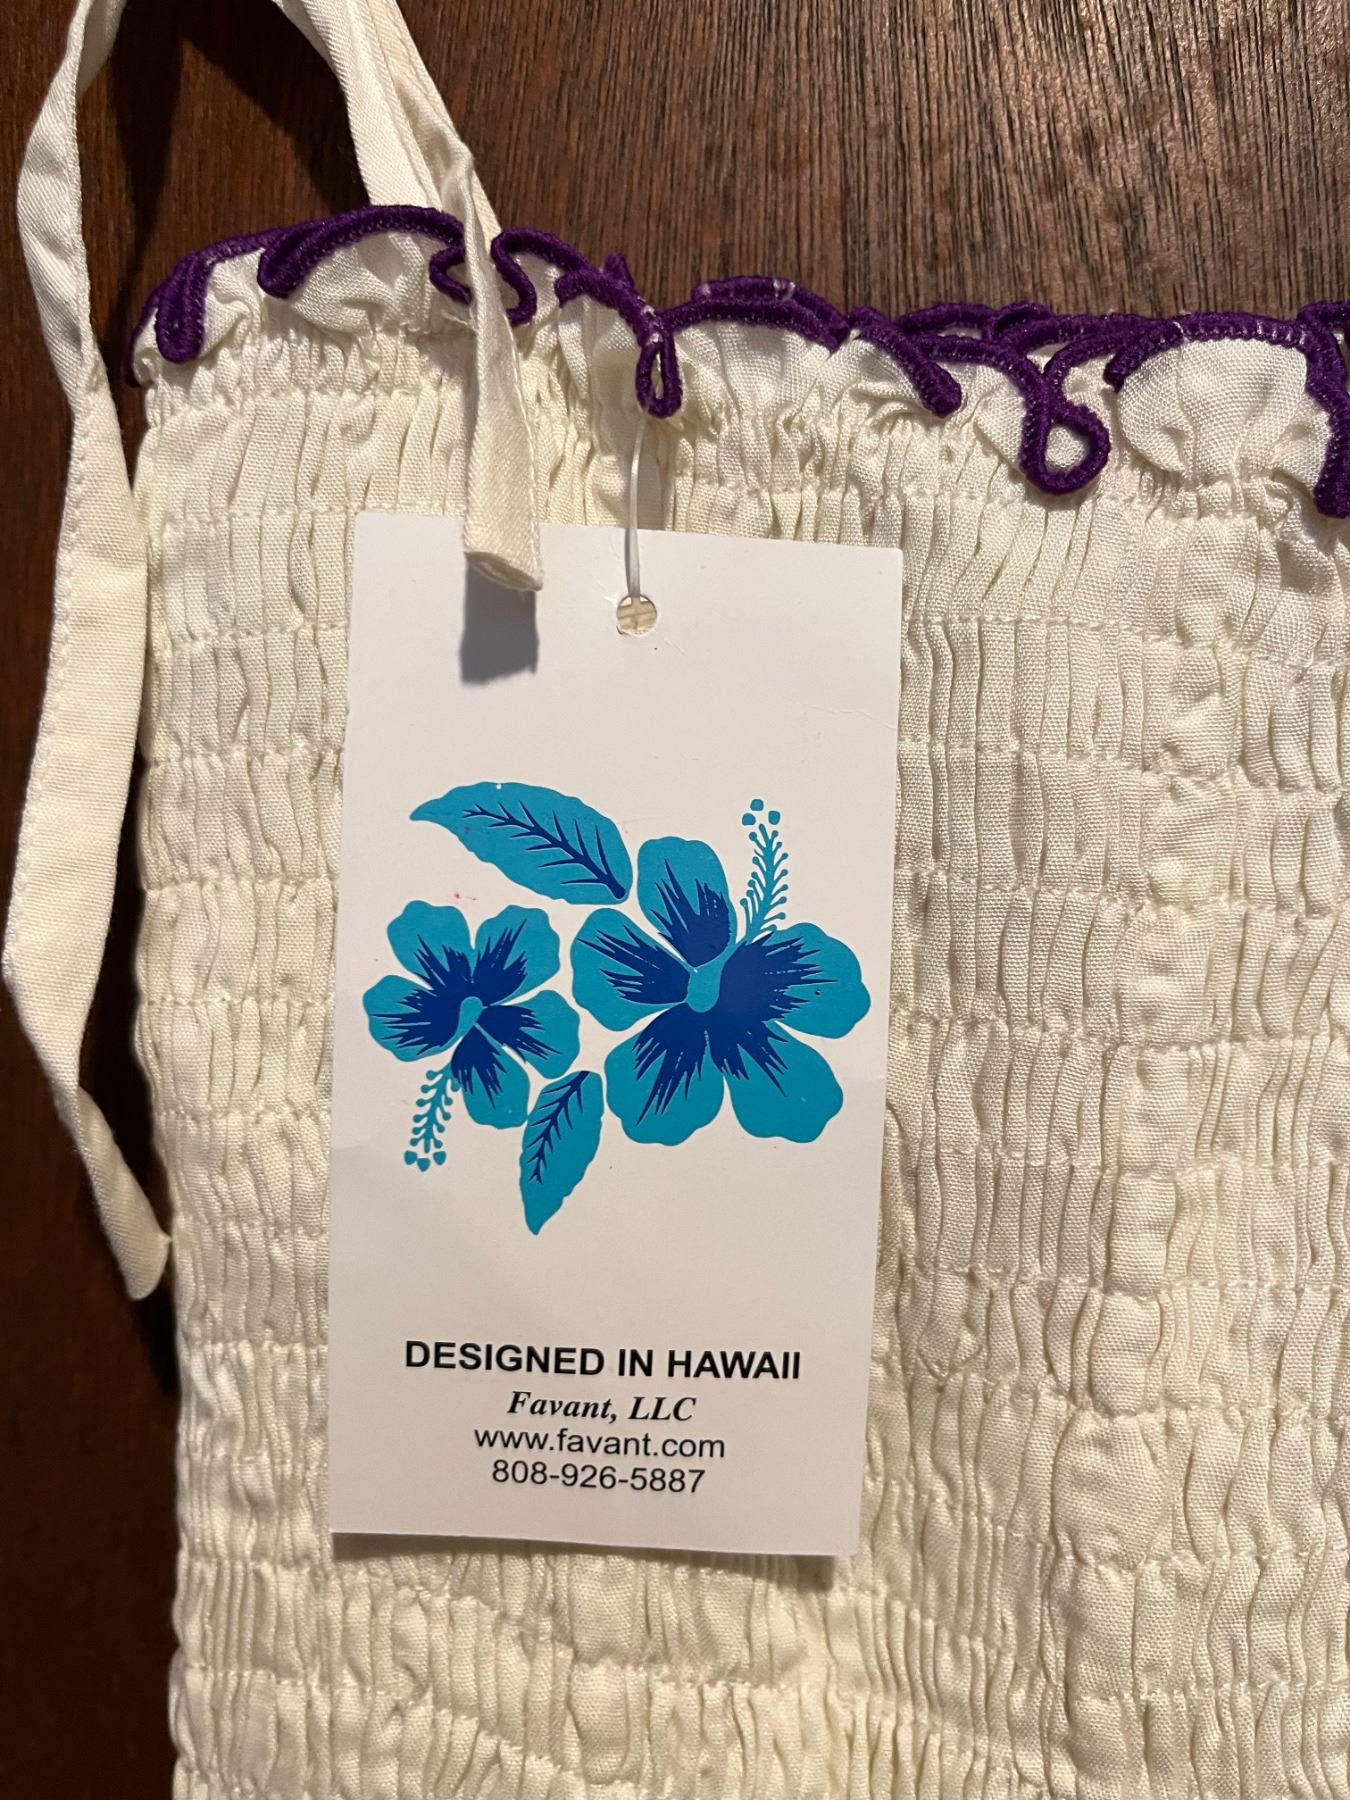 DESIGNED IN HAWAII
Favant, LLC
www.favant.com
808-926-5887